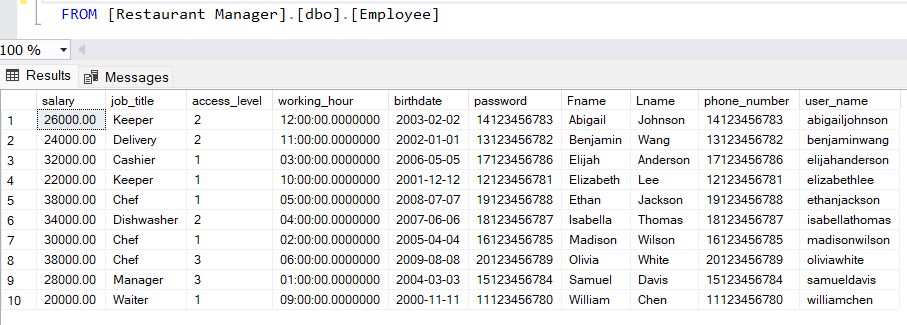 FROM [Restaurant Manager].[dbo].[Employee]
100 %
Results Messages
salary job_title access_level working_hour birthdate password Fname Lname phone_number user_name
1 26000.00 Keeper 2 12:00:00.0000000 2003-02-02 14123456783 Abigail Johnson 14123456783 abigailjohnson
2 24000.00 Delivery 2 11:00:00.0000000 2002-01-01 13123456782 Benjamin Wang 13123456782 benjaminwang
3 32000.00 Cashier 1 03:00:00.0000000 2006-05-05 17123456786 Elijah Anderson 17123456786 elijahanderson
4 22000.00 Keeper 1 10:00:00.0000000 2001-12-12 12123456781 Elizabeth Lee 12123456781 elizabethlee
5 38000.00 Chef 1 05:00:00.0000000 2008-07-07 19123456788 Ethan Jackson 19123456788 ethanjackson
6 34000.00 Dishwasher 2 04:00:00.0000000 2007-06-06 18123456787 Isabella Thomas 18123456787 isabellathomas
7 30000.00 Chef 1 02:00:00.0000000 2005-04-04 16123456785 Madison Wilson 16123456785 madisonwilson
8 38000.00 Chef 3 06:00:00.0000000 2009-08-08 20123456789 Olivia White 20123456789 oliviawhite
9 28000.00 Manager 3 01:00:00.0000000 2004-03-03 15123456784 Samuel Davis 15123456784 samueldavis
10 20000.00 Waiter 1 09:00:00.0000000 2000-11-11 11123456780 William Chen 11123456780 williamchen